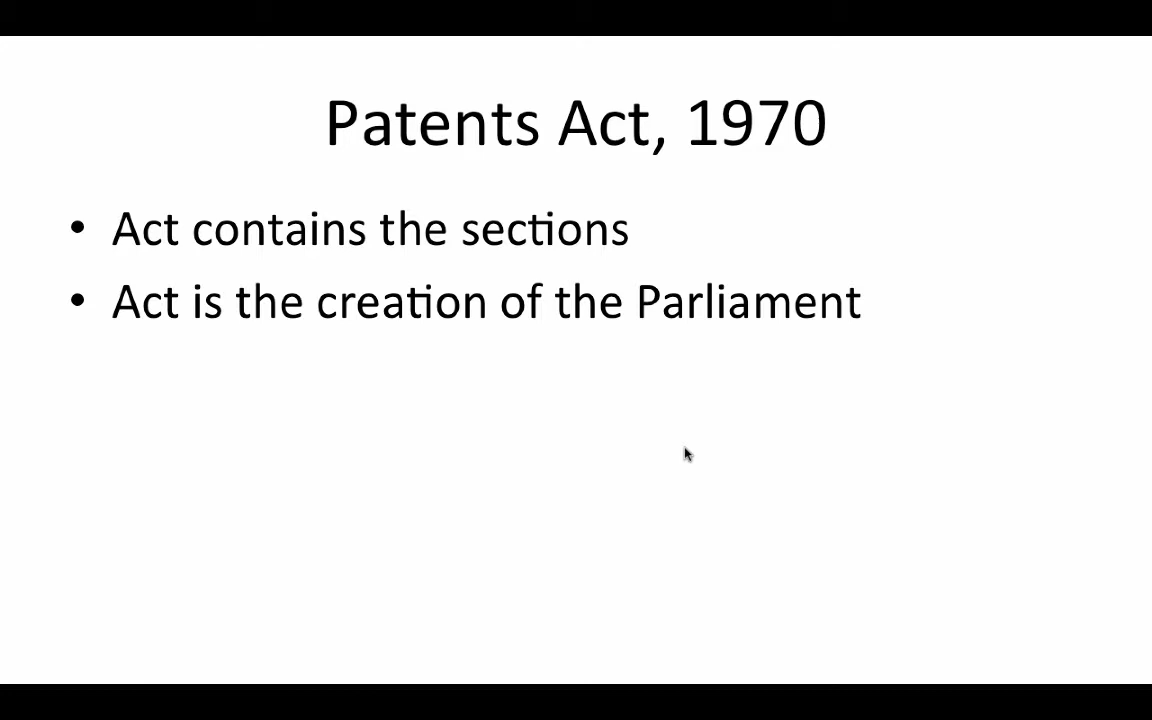 Patents Act, 1970
• Act contains the sections
• Act is the creation of the Parliament